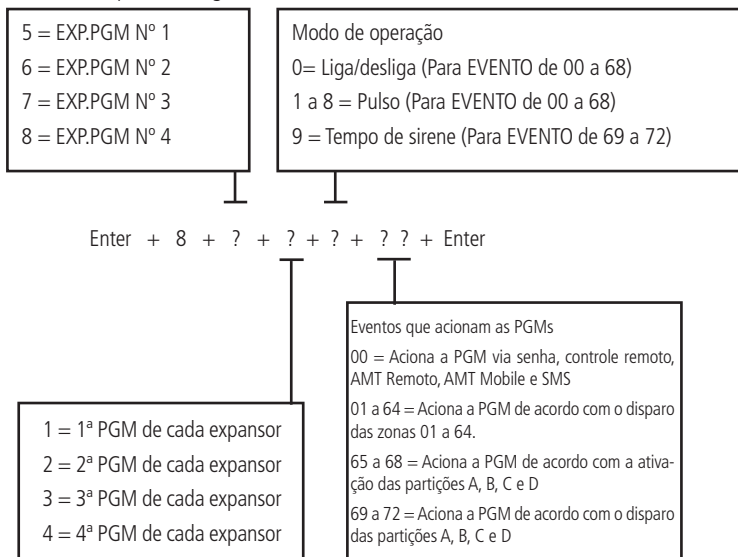 5 = EXP.PGM Nº 1
6 = EXP.PGM Nº 2
7 = EXP.PGM Nº 3
8 = EXP.PGM Nº 4
Modo de operação
0= Liga/desliga (Para EVENTO de 00 a 68)
1 a 8 = Pulso (Para EVENTO de 00 a 68)
9 = Tempo de sirene (Para EVENTO de 69 a 72)
Enter + 8 + ? + ? + ? + ? ? + Enter
1 = 1ª PGM de cada expansor
2 = 2ª PGM de cada expansor
3 = 3ª PGM de cada expansor
4 = 4ª PGM de cada expansor
Eventos que acionam as PGMs
00 = Aciona a PGM via senha, controle remoto,
AMT Remoto, AMT Mobile e SMS
01 a 64 = Aciona a PGM de acordo com o disparo
das zonas 01 a 64.
65 a 68 = Aciona a PGM de acordo com a ativa-
ção das partições A, B, C e D
69 a 72 = Aciona a PGM de acordo com o disparo
das partições A, B, C e D